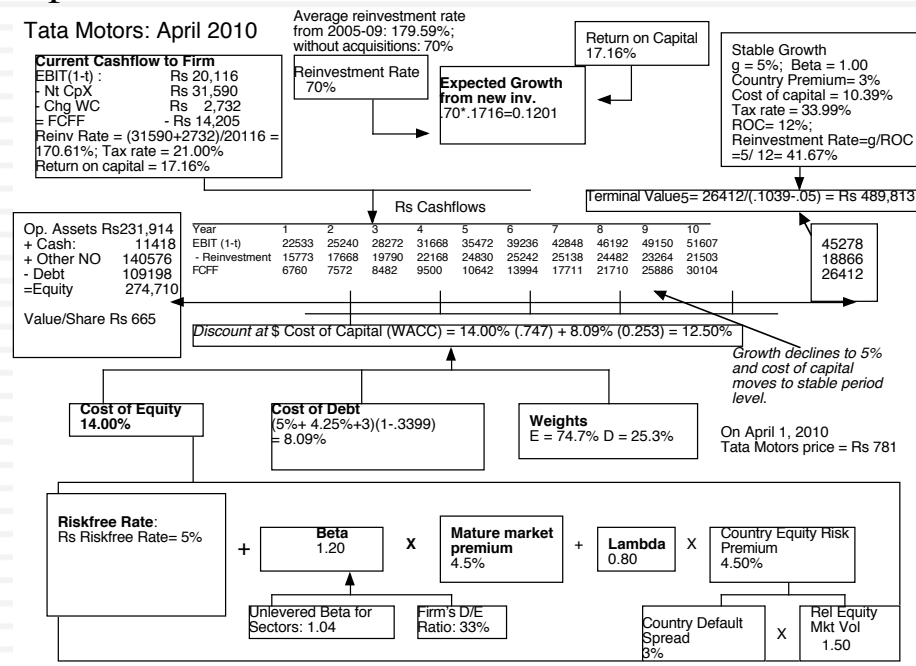 Tata Motors: April 2010
Average reinvestment rate
from 2005-09: 179.59%;
without acquisitions: 70%
Current Cashflow to Firm
EBIT(1-t) : Rs 20,116
- Nt CpX Rs 31,590
- Chg WC Rs 2,732
= FCFF - Rs 14,205
Reinv Rate = (31590+2732)/20116 =
170.61%; Tax rate = 21.00%
Return on capital = 17.16%
Reinvestment Rate
70%
Expected Growth
from new inv.
.70*.1716=0.1201
Return on Capital
17.16%
Stable Growth
g = 5%; Beta = 1.00
Country Premium= 3%
Cost of capital = 10.39%
Tax rate = 33.99%
ROC= 12%;
Reinvestment Rate=g/ROC
=5/ 12= 41.67%
Terminal Value5= 26412/(.1039-.05) = Rs 489,813
Rs Cashflows
Op. Assets Rs231,914
+ Cash: 11418
+ Other NO 140576
- Debt 109198
=Equity 274,710
Value/Share Rs 665
Year 1 2 3 4 5 6 7 8 9 10
EBIT (1-t) 22533 25240 28272 31668 35472 39236 42848 46192 49150 51607
- Reinvestment 15773 17668 19790 22168 24830 25242 25138 24482 23264 21503
FCFF 6760 7572 8482 9500 10642 13994 17711 21710 25886 30104
45278
18866
26412
Discount at $ Cost of Capital (WACC) = 14.00% (.747) + 8.09% (0.253) = 12.50%
Growth declines to 5%
and cost of capital
moves to stable period
level.
Cost of Equity
14.00%
Cost of Debt
(5%+ 4.25%+3)(1-.3399)
= 8.09%
Weights
E = 74.7% D = 25.3%
On April 1, 2010
Tata Motors price = Rs 781
Riskfree Rate:
Rs Riskfree Rate= 5%
+
Beta
1.20
X
Mature market
premium
4.5%
+
Lambda
0.80
X
Country Equity Risk
Premium
4.50%
Unlevered Beta for
Sectors: 1.04
Firm's D/E
Ratio: 33%
Country Default
Spread
3%
X
Rel Equity
Mkt Vol
1.50